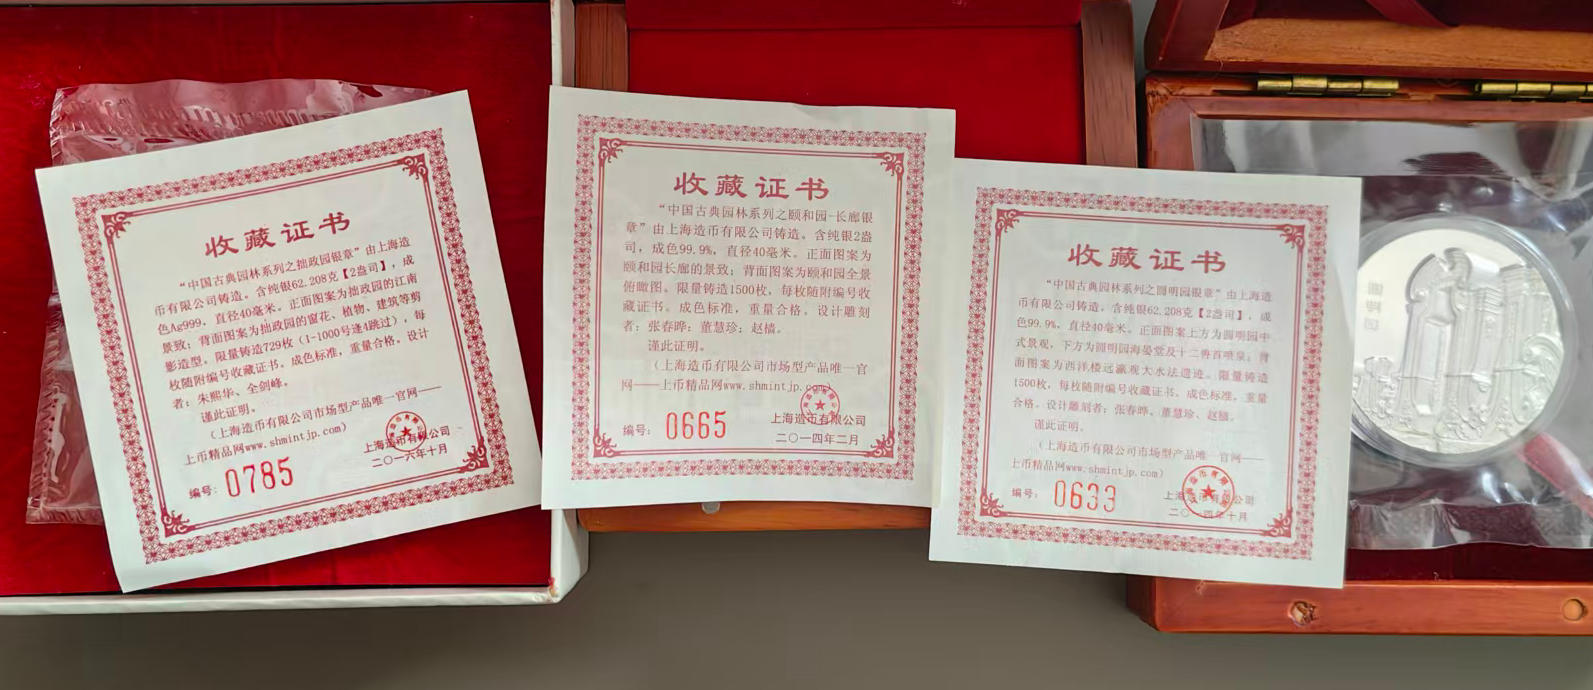 收藏证书
“中国古典园林系列之拙政园银章”由上海造
币有限公司铸造。含纯银62.208克【2盎司】，成
色Ag999，直径40毫米。正面图案为拙政园的江南
景致；背面图案为拙政园的窗花、植物、建筑等剪
影造型。限量铸造729枚（1-1000号逢4跳过），每
枚随附编号收藏证书。成色标准，重量合格。设计
者：朱熙华、全剑峰。
谨此证明。
（上海造币有限公司市场型产品唯一官网——
上币精品网www.shmintjp.com）
上海造币有限公司
二〇一六年十月
编号：0785
收藏证书
“中国古典园林系列之颐和园-长廊银
章”由上海造币有限公司铸造。含纯银2盎
司，成色99.9%，直径40毫米。正面图案为
颐和园长廊的景致；背面图案为颐和园全景
俯瞰图。限量铸造1500枚，每枚随附编号收
藏证书。成色标准，重量合格。设计雕刻
者：张春晔；董慧珍；赵樯。
谨此证明。
（上海造币有限公司市场型产品唯一官
网——上币精品网www.shmintjp.com）
编号：0665
上海造币有限公司
二〇一四年二月
收藏证书
“中国古典园林系列之圆明园银章”由上海造
币有限公司铸造。含纯银62.208克【2盎司】，成
色99.9%，直径40毫米。正面图案上方为圆明园中
式景观，下方为圆明园海晏堂及十二兽首喷泉；背
面图案为西洋楼远瀛观大水法遗迹。限量铸造
1500枚，每枚随附编号收藏证书。成色标准，重量
合格。设计雕刻者：张春晔、董慧珍、赵樯。
谨此证明。
（上海造币有限公司市场型产品唯一官网——
上币精品网www.shmintjp.com）
编号：0633
上海造币有限公司
二〇一四年十月
圆明园